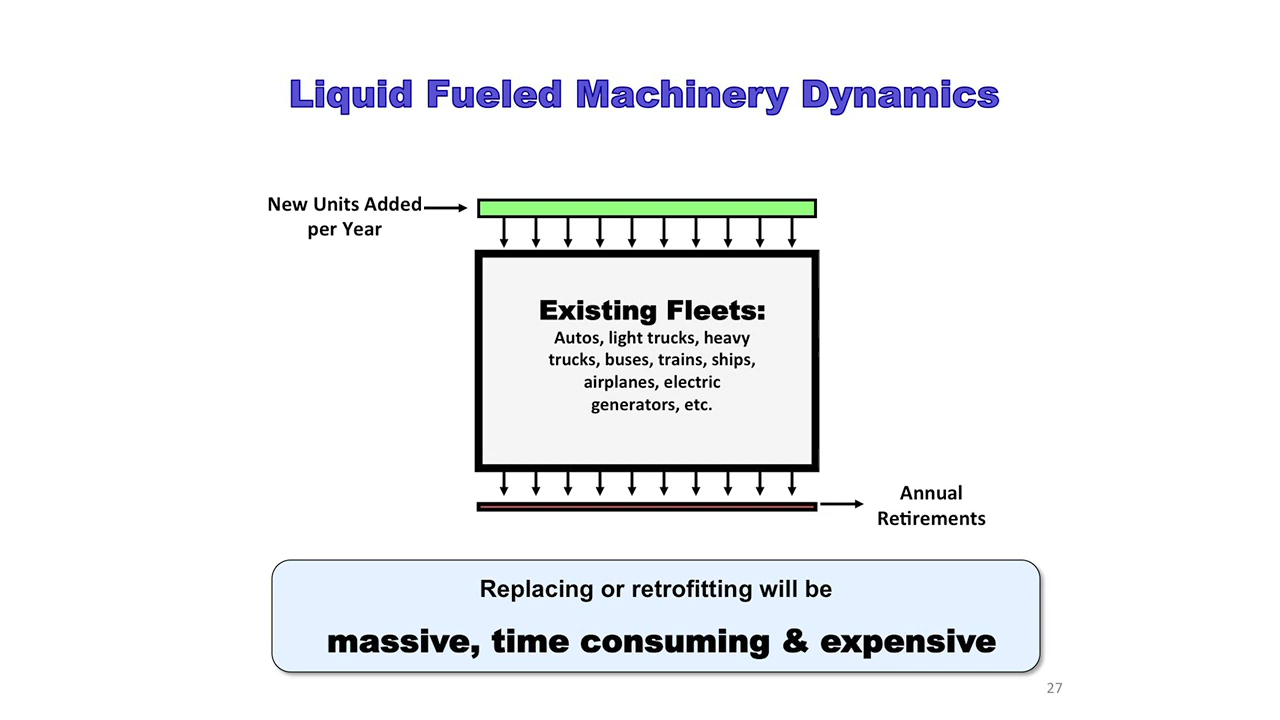 Liquid Fueled Machinery Dynamics
New Units Added
per Year
Existing Fleets:
Autos, light trucks, heavy
trucks, buses, trains, ships,
airplanes, electric
generators, etc.
Annual
Retirements
Replacing or retrofitting will be
massive, time consuming & expensive
27